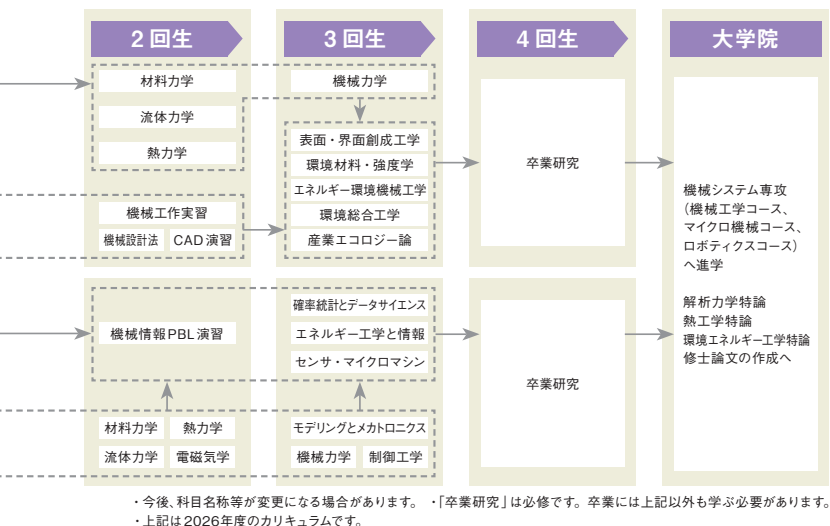 2回生
3回生
4回生
大学院
材料力学
流体力学
熱力学
機械工作実習
機械設計法
CAD演習
機械力学
表面・界面創成工学
環境材料・強度学
エネルギー環境機械工学
環境総合工学
産業エコロジー論
卒業研究
機械情報PBL演習
材料力学
熱力学
流体力学
電磁気学
確率統計とデータサイエンス
エネルギー工学と情報
センサ・マイクロマシン
モデリングとメカトロニクス
機械力学
制御工学
卒業研究
機械システム専攻
(機械工学コース、
マイクロ機械コース、
ロボティクスコース)
へ進学
解析力学特論
熱工学特論
環境エネルギー工学特論
修士論文の作成へ
・今後、科目名称等が変更になる場合があります。 ・「卒業研究」は必修です。卒業には上記以外も学ぶ必要があります。
・上記は2026年度のカリキュラムです。